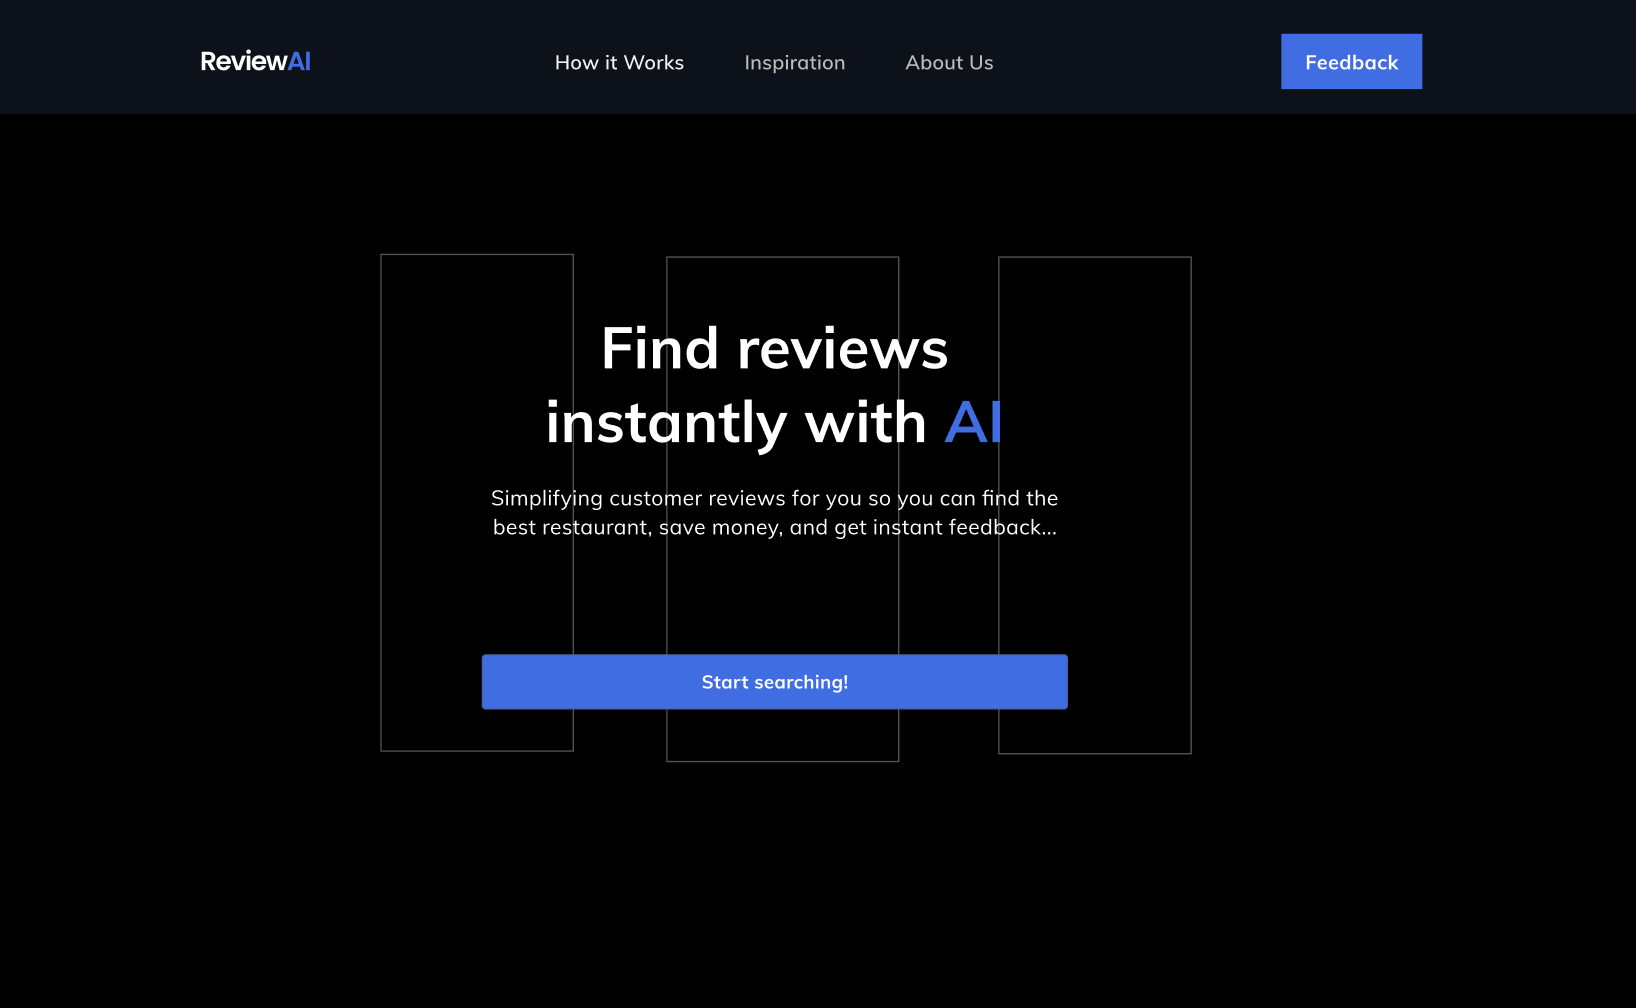 ReviewAI
How it Works
Inspiration
About Us
Feedback
Find reviews
instantly with AI
Simplifying customer reviews for you so you can find the
best restaurant, save money, and get instant feedback...
Start searching!